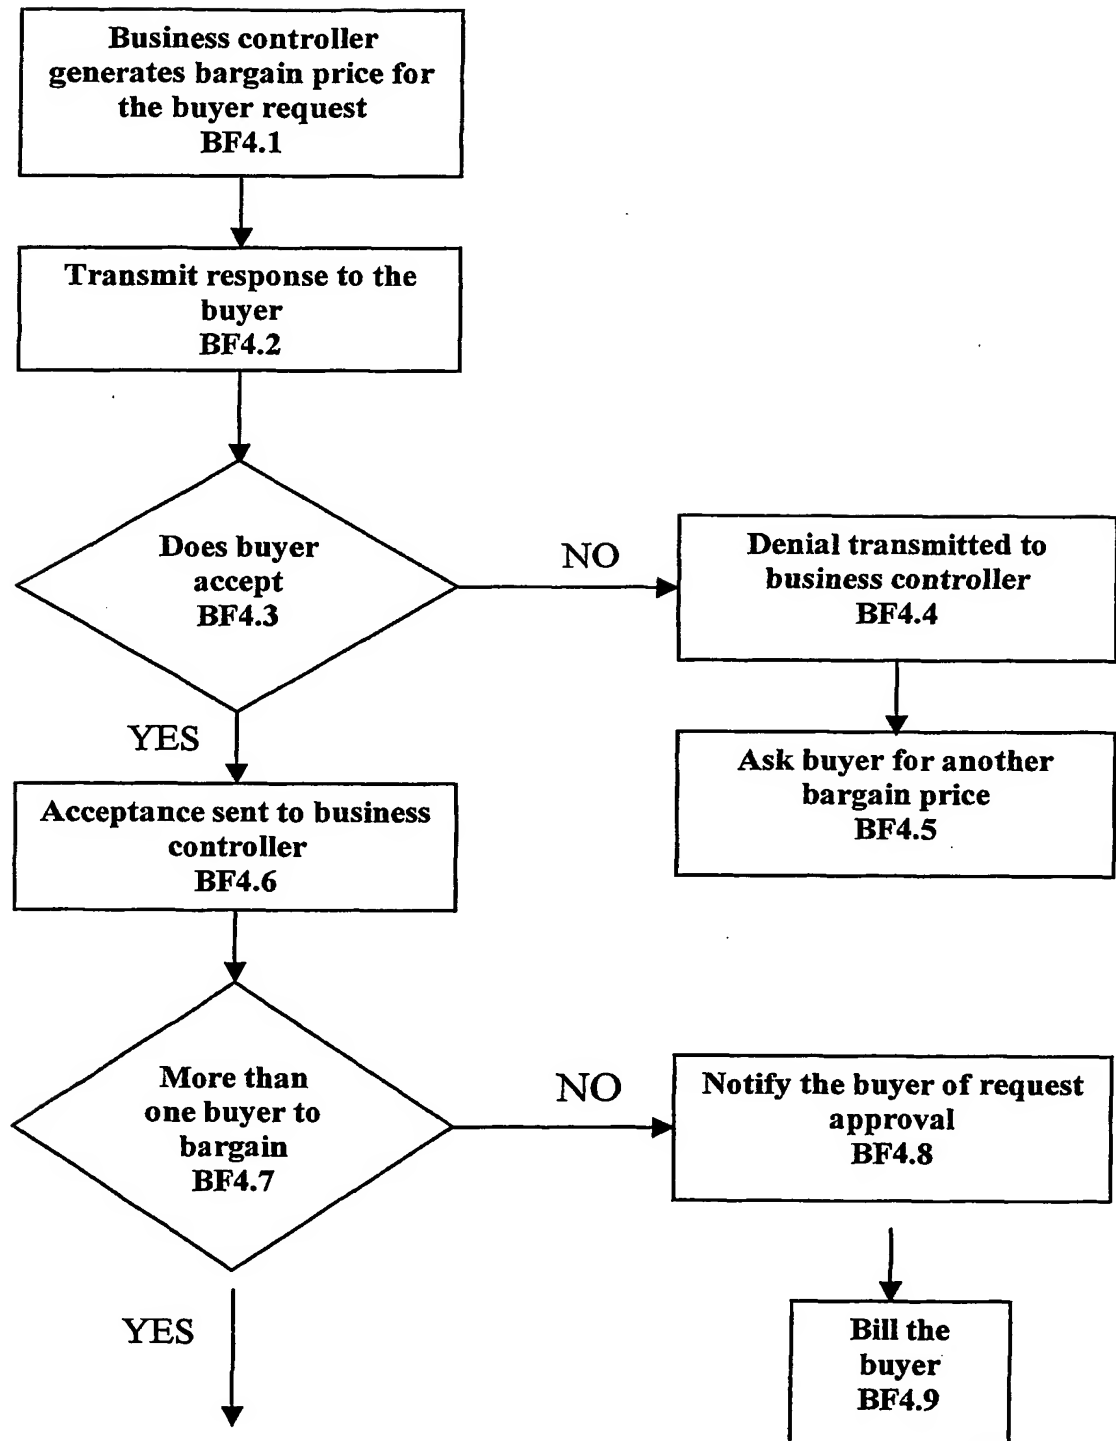 Business controller
generates bargain price for
the buyer request
BF4.1
Transmit response to the
buyer
BF4.2
Does buyer
accept
BF4.3
NO
Denial transmitted to
business controller
BF4.4
YES
Ask buyer for another
bargain price
BF4.5
Acceptance sent to business
controller
BF4.6
More than
one buyer to
bargain
BF4.7
NO
Notify the buyer of request
approval
BF4.8
YES
Bill the
buyer
BF4.9